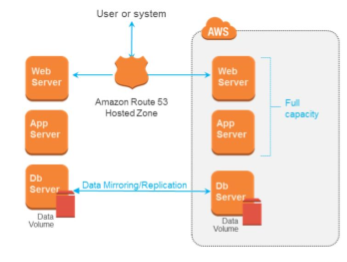 User or system
AWS
Web
Server
Web
Server
Amazon Route 53
Hosted Zone
Full
capacity
App
Server
App
Server
Db
Server
Data Mirroring/Replication
Db
Server
Data
Volume
Data
Volume